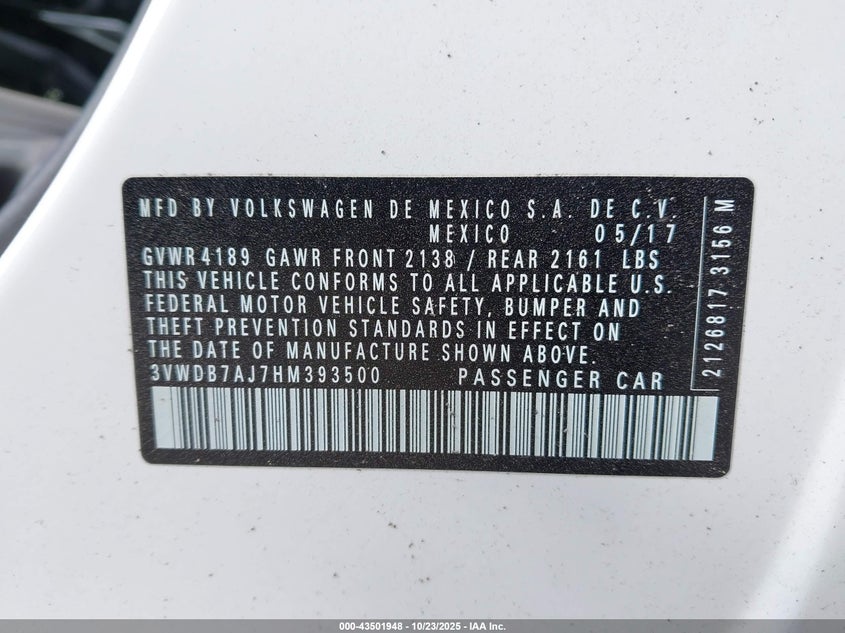 MFD BY VOLKSWAGEN DE MEXICO S.A. DE C.V.
MEXICO 05/17
GVWR 4189 GAWR FRONT 2138 / REAR 2161 LBS
THIS VEHICLE CONFORMS TO ALL APPLICABLE U.S.
FEDERAL MOTOR VEHICLE SAFETY, BUMPER AND
THEFT PREVENTION STANDARDS IN EFFECT ON
THE DATE OF MANUFACTURE SHOWN ABOVE.
3VWDB7AJ7HM393500 PASSENGER CAR
2126817 3156 M
000-43501948 - 10/23/2025 - IAA Inc.